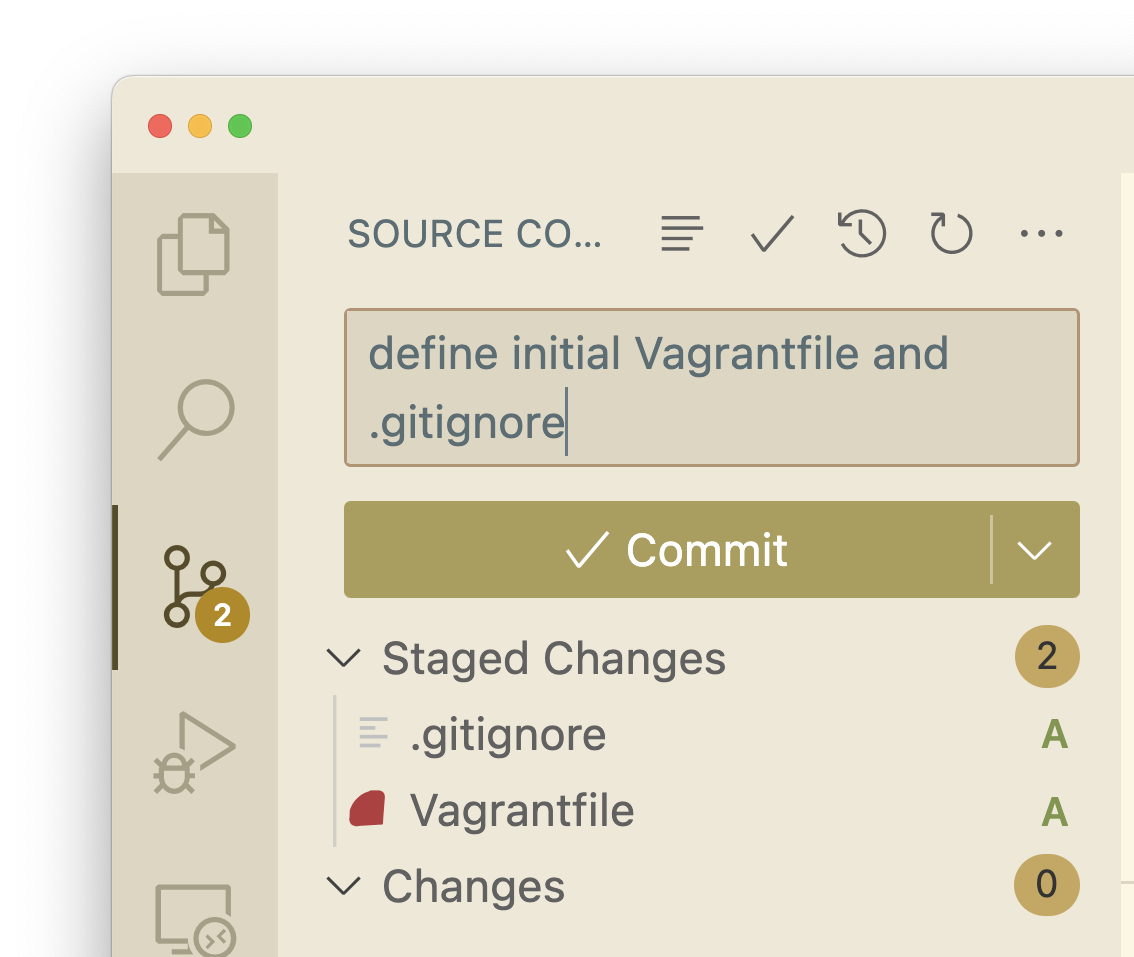 SOURCE CO...
define initial Vagrantfile and
.gitignore
Commit
2
Staged Changes 2
.gitignore A
Vagrantfile A
Changes 0